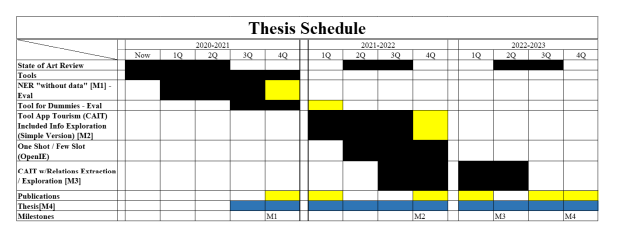 Thesis Schedule
2020-2021 2021-2022 2022-2023
Now 1Q 2Q 3Q 4Q 1Q 2Q 3Q 4Q 1Q 2Q 3Q 4Q
State of Art Review
Tools
NER "without data" [M1] -
Eval
Tool for Dummies - Eval
Tool App Tourism (CAIT)
Included Info Exploration
(Simple Version) [M2]
One Shot / Few Slot
(OpenIE)
CAIT w/Relations Extraction
/ Exploration [M3]
Publications
Thesis[M4]
Milestones M1 M2 M3 M4